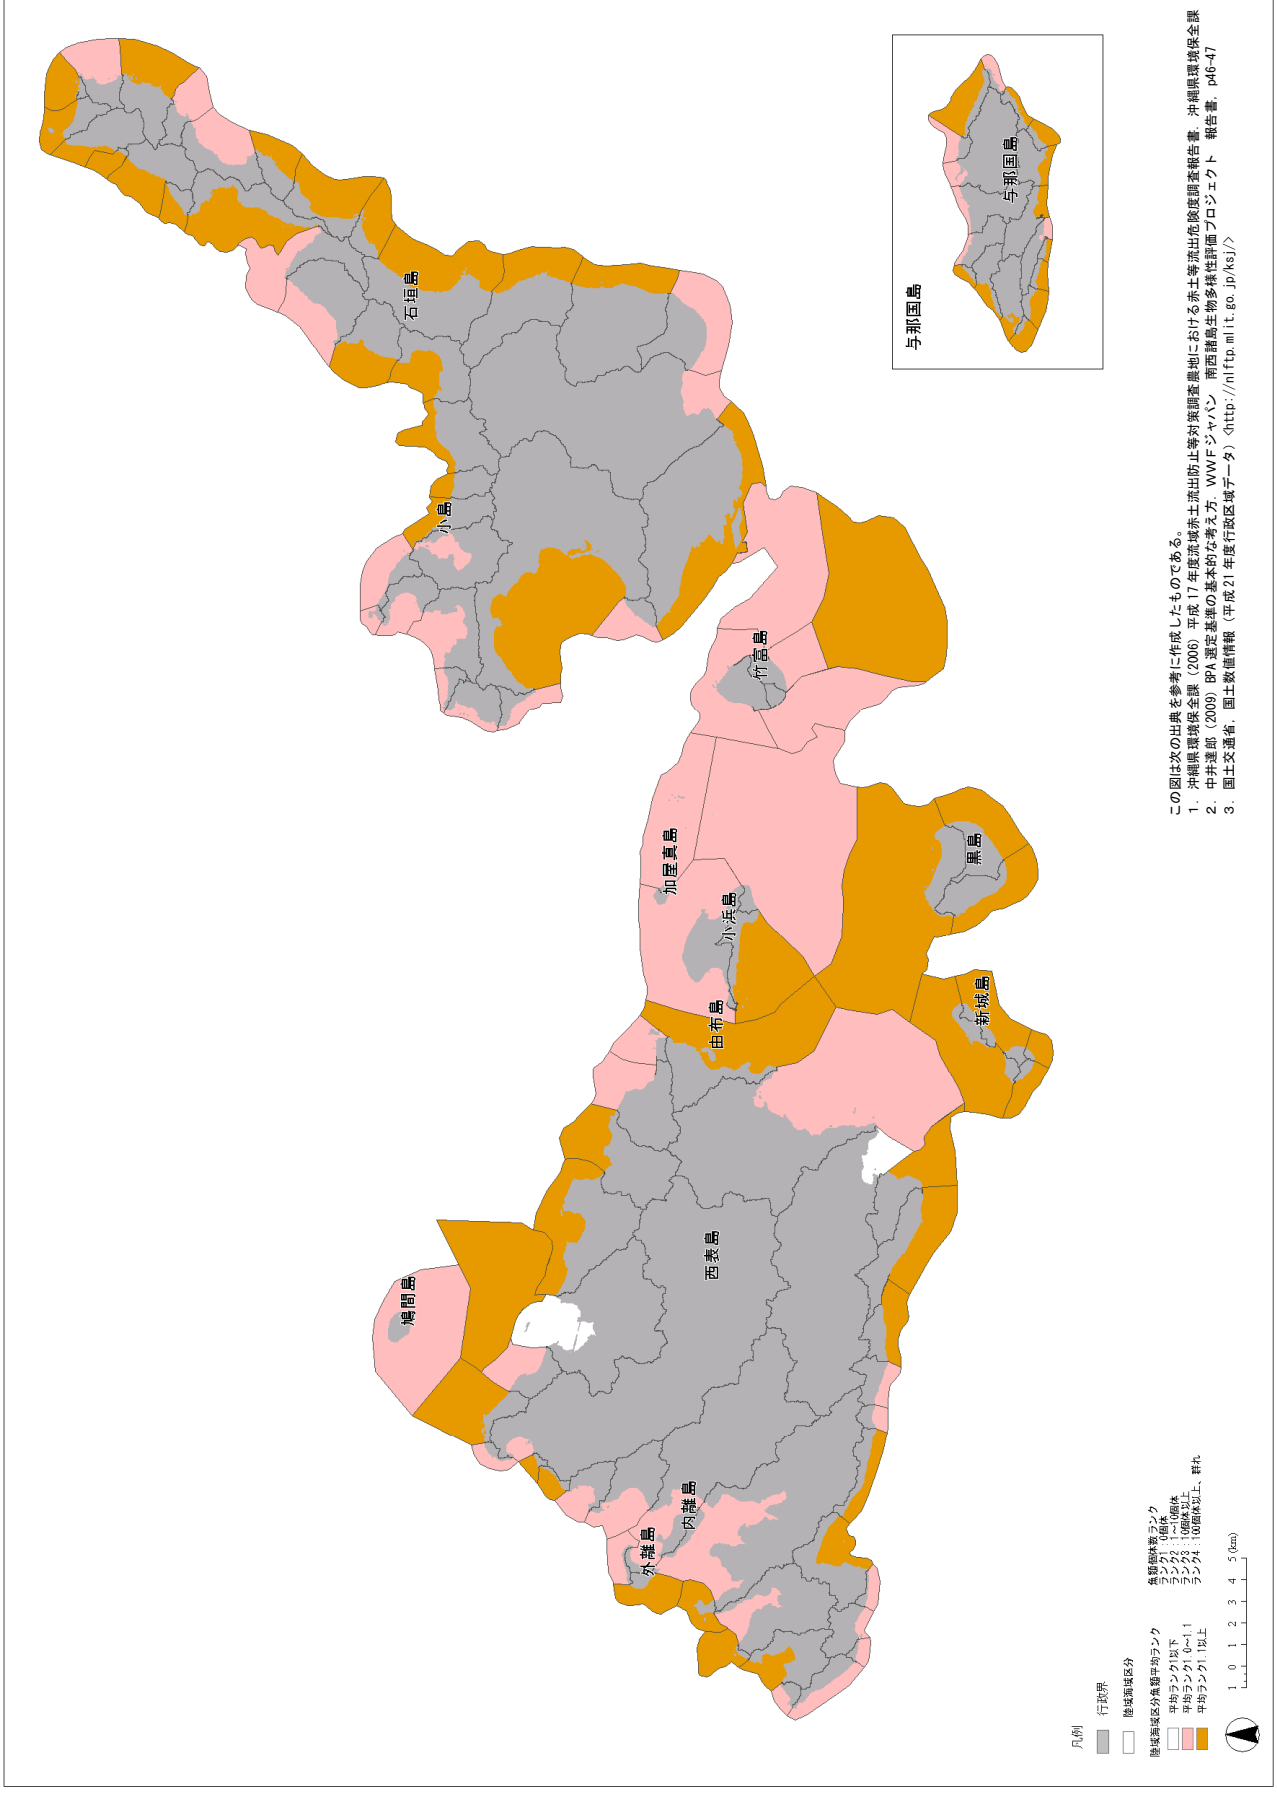 石垣島
小島
竹富島
加屋真島
小浜島
由布島
黒島
新城島
西表島
鳩間島
内離島
外離島
与那国島
与那国島
この図は次の出典を参考に作成したものである。
1. 沖縄県環境保全課(2006)平成17年度流域赤土流出防止等対策調査農地における赤土等流出危険度調査報告書. 沖縄県環境保全課
2. 中井達郎(2009)BPA選定基準の基本的な考え方. WWFジャパン 南西諸島生物多様性評価プロジェクト 報告書, p46-47
3. 国土交通省, 国土数値情報(平成21年度行政区域データ)<http://nlftp.mlit.go.jp/ksj/>
凡例
行政界
陸域海域区分
陸域海域区分魚類平均ランク
平均ランク1以下
平均ランク1.0~1.1
平均ランク1.1以上
魚類個体数ランク
ランク1:0個体
ランク2:1~10個体
ランク3:10個体以上
ランク4:100個体以上、群れ
1 0 1 2 3 4 5(km)